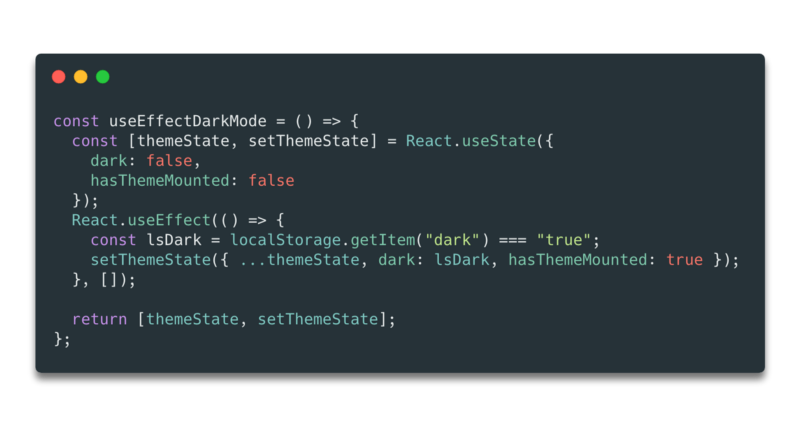 const useEffectDarkMode = () => {
  const [themeState, setThemeState] = React.useState({
    dark: false,
    hasThemeMounted: false
  });
  React.useEffect(() => {
    const lsDark = localStorage.getItem("dark") === "true";
    setThemeState({ ...themeState, dark: lsDark, hasThemeMounted: true });
  }, []);

  return [themeState, setThemeState];
};